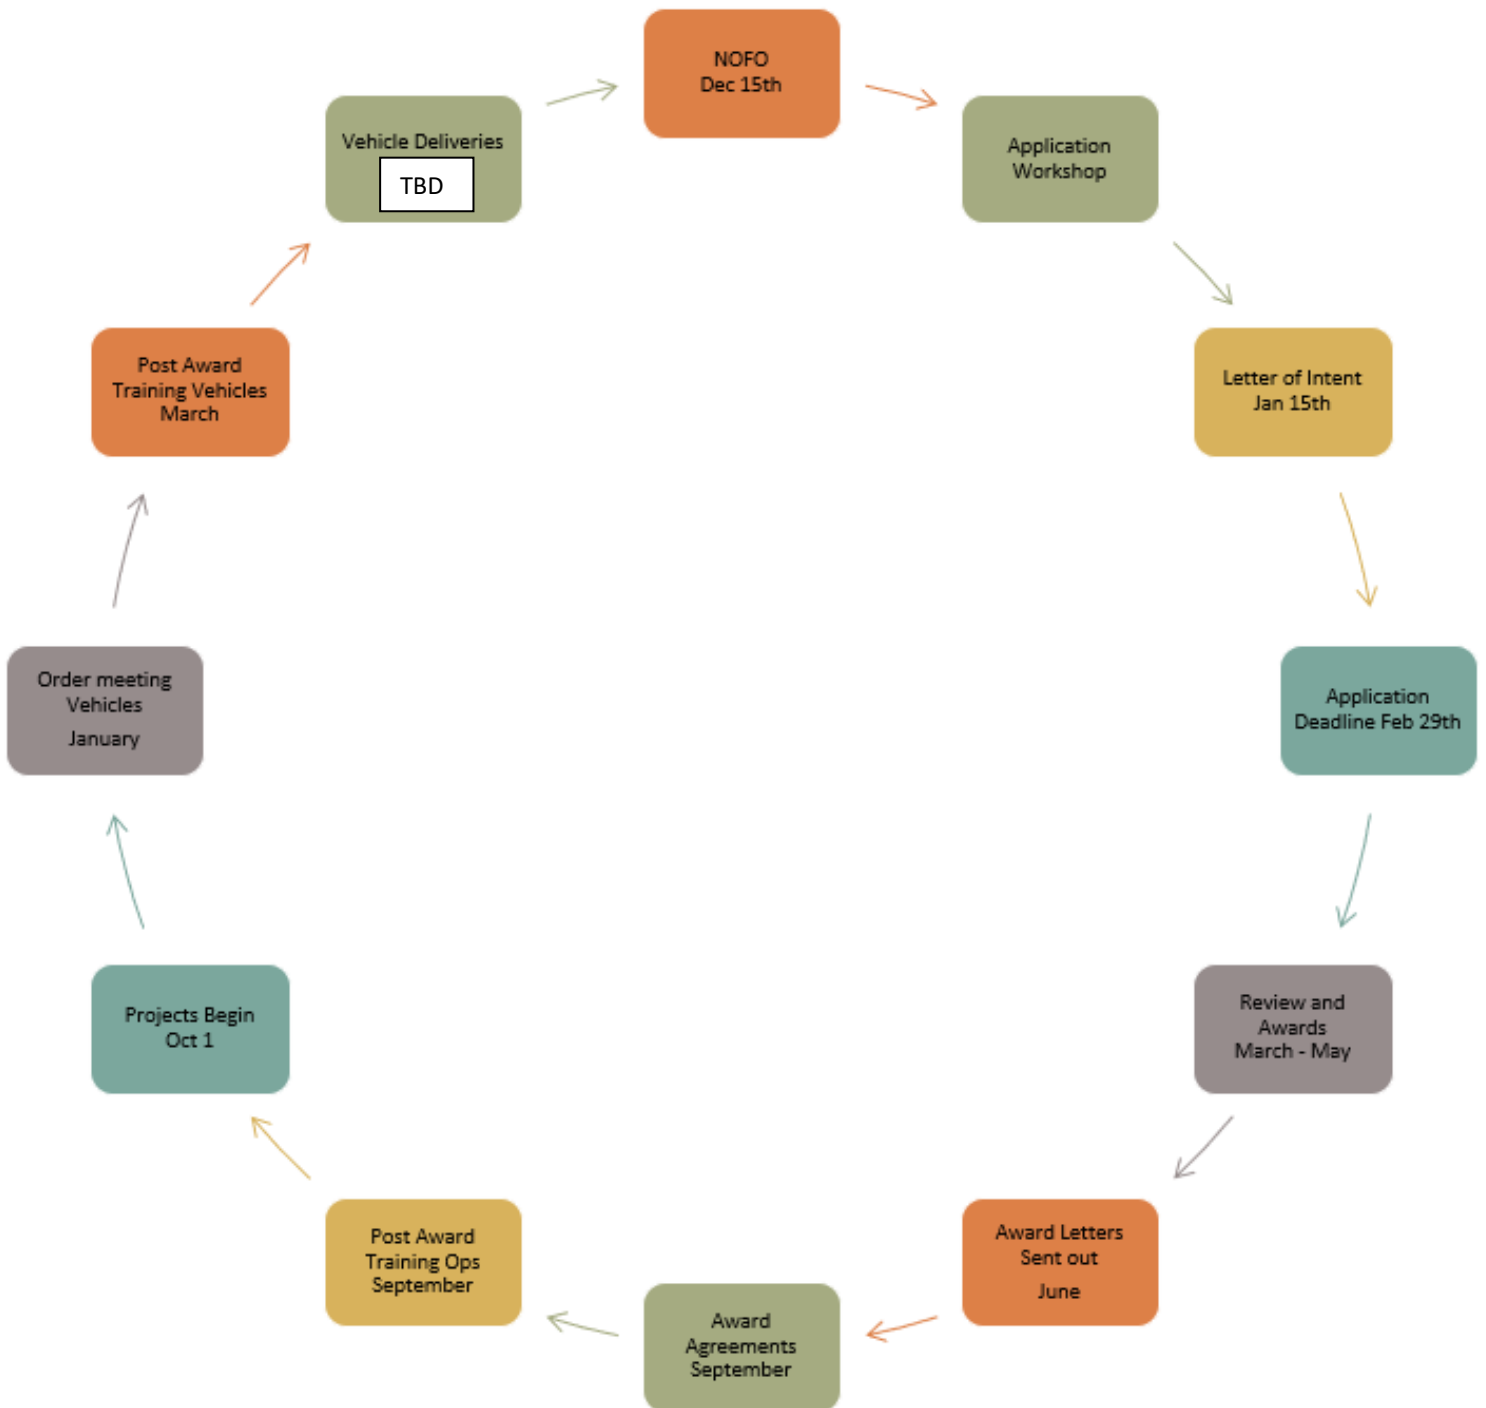 NOFO
Dec 15th
Application
Workshop
Letter of Intent
Jan 15th
Application
Deadline Feb 29th
Review and
Awards
March - May
Award Letters
Sent out
June
Award
Agreements
September
Post Award
Training Ops
September
Projects Begin
Oct 1
Order meeting
Vehicles
January
Post Award
Training Vehicles
March
Vehicle Deliveries
TBD